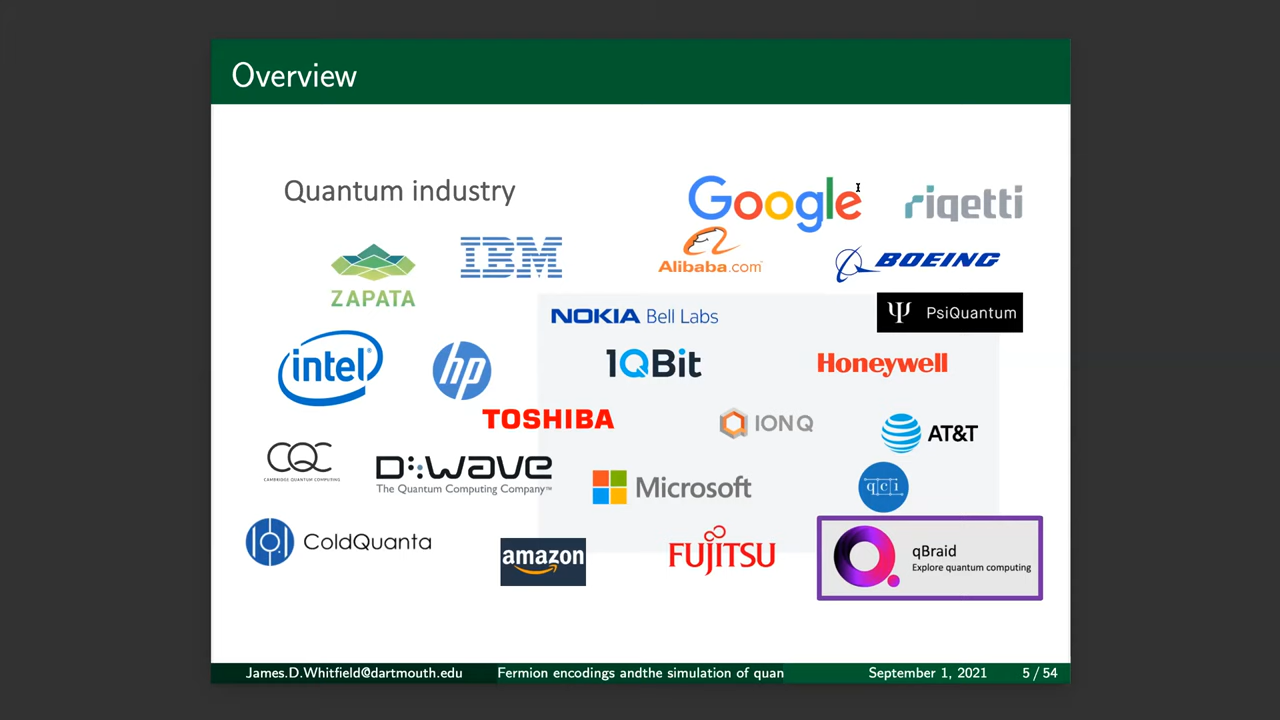 Overview
Quantum industry
Google
rigetti
ZAPATA
IBM
Alibaba.com
BOEING
NOKIA Bell Labs
Ψ PsiQuantum
intel
hp
1QBit
Honeywell
TOSHIBA
IONQ
AT&T
CQC
CAMBRIDGE QUANTUM COMPUTING
D:wave
The Quantum Computing Company™
Microsoft
qci
ColdQuanta
amazon
FUJITSU
qBraid
Explore quantum computing
James.D.Whitfield@dartmouth.edu Fermion encodings andthe simulation of quan September 1, 2021 5 / 54